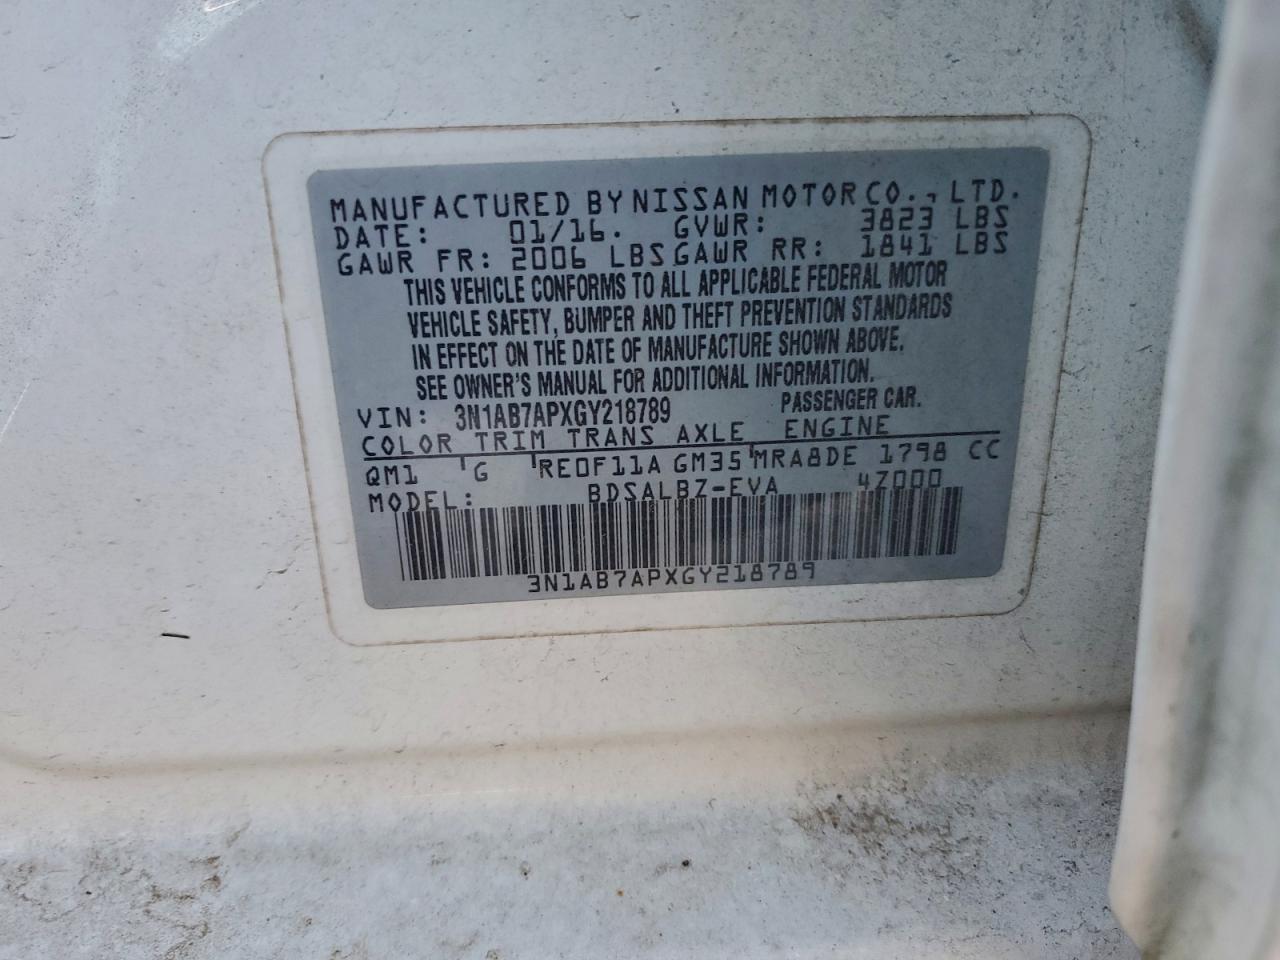 MANUFACTURED BY NISSAN MOTOR CO., LTD.
DATE: 01/16. GVWR: 3823 LBS
GAWR FR: 2006 LBS GAWR RR: 1841 LBS
THIS VEHICLE CONFORMS TO ALL APPLICABLE FEDERAL MOTOR
VEHICLE SAFETY, BUMPER AND THEFT PREVENTION STANDARDS
IN EFFECT ON THE DATE OF MANUFACTURE SHOWN ABOVE.
SEE OWNER'S MANUAL FOR ADDITIONAL INFORMATION.
VIN: 3N1AB7APXGY218789 PASSENGER CAR.
COLOR TRIM TRANS AXLE ENGINE
QM1 G RE0F11A GM35 MRA8DE 1798 CC
MODEL: BDSALBZ-EVA 4Z000
3N1AB7APXGY218789